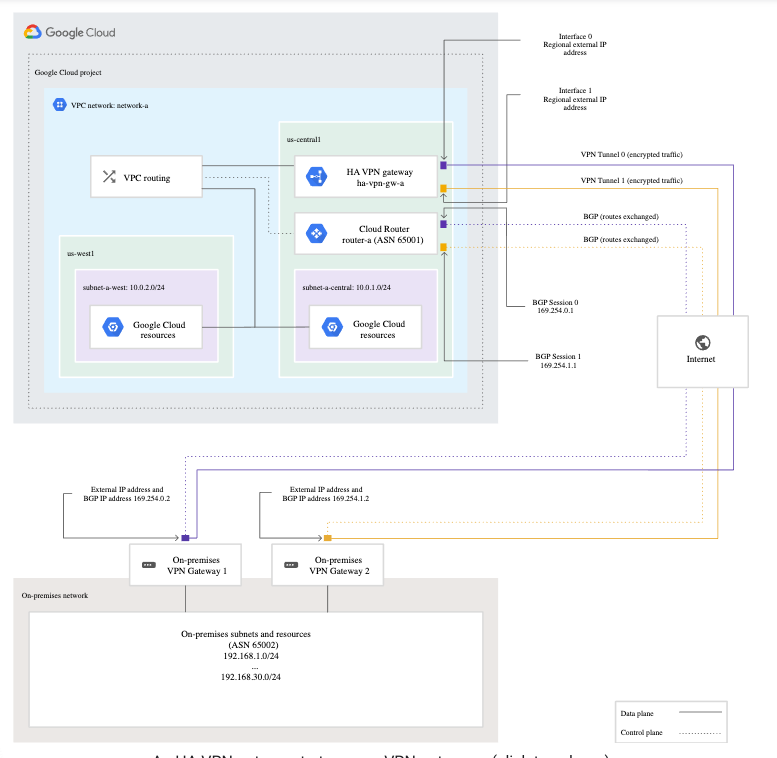 Google Cloud
Google Cloud project
VPC network: network-a
Interface 0
Regional external IP
address
Interface 1
Regional external IP
address
us-central1
VPC routing
HA VPN gateway
ha-vpn-gw-a
VPN Tunnel 0 (encrypted traffic)
VPN Tunnel 1 (encrypted traffic)
Cloud Router
router-a (ASN 65001)
BGP (routes exchanged)
BGP (routes exchanged)
us-west1
subnet-a-west: 10.0.2.0/24
subnet-a-central: 10.0.1.0/24
Google Cloud
resources
Google Cloud
resources
BGP Session 0
169.254.0.1
BGP Session 1
169.254.1.1
Internet
External IP address and
BGP IP address 169.254.0.2
External IP address and
BGP IP address 169.254.1.2
On-premises
VPN Gateway 1
On-premises
VPN Gateway 2
On-premises network
On-premises subnets and resources
(ASN 65002)
192.168.1.0/24
...
192.168.30.0/24
Data plane
Control plane